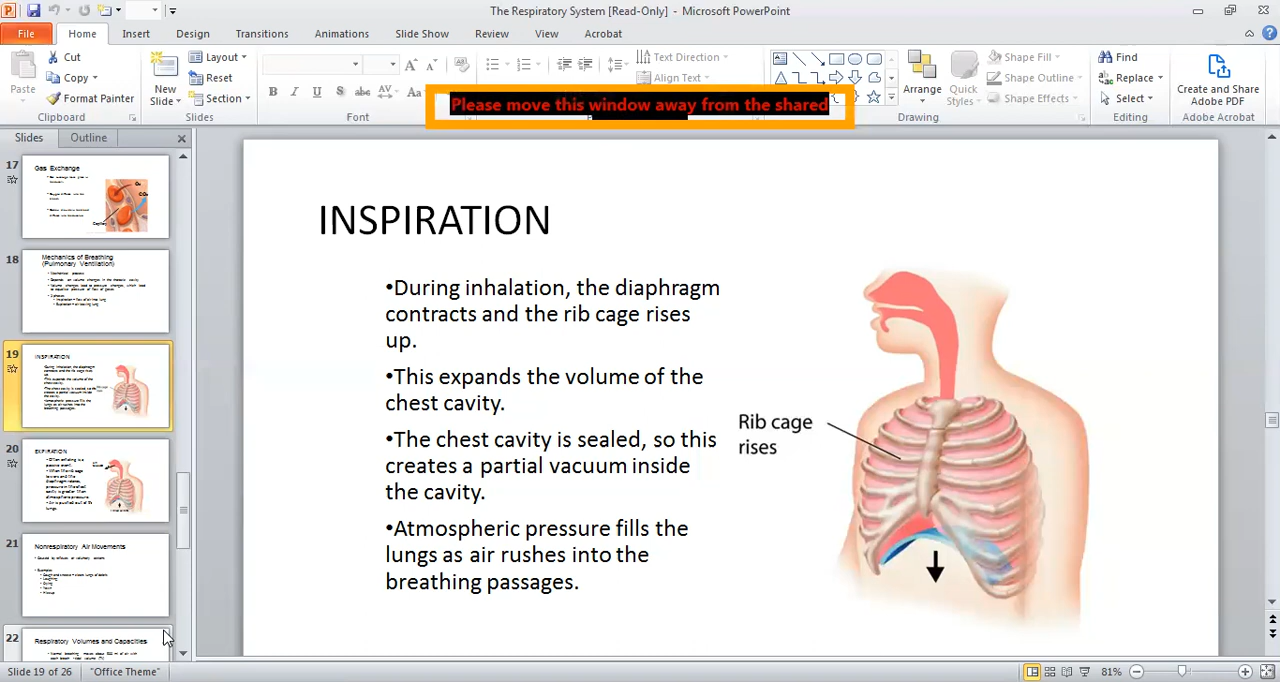 The Respiratory System [Read-Only] - Microsoft PowerPoint
File Home Insert Design Transitions Animations Slide Show Review View Acrobat
Paste
Cut
Copy
Format Painter
Clipboard
New Slide
Layout
Reset
Section
Slides
B I U S abc AV Aa
Font
Text Direction
Align Text
Please move this window away from the shared
Arrange
Quick Styles
Shape Fill
Shape Outline
Shape Effects
Drawing
Find
Replace
Select
Editing
Create and Share
Adobe PDF
Adobe Acrobat
Slides Outline
17
Gas Exchange
18
Mechanics of Breathing
(Pulmonary Ventilation)
19
INSPIRATION
20
EXPIRATION
21
Nonrespiratory Air Movements
22
Respiratory Volumes and Capacities
INSPIRATION
•During inhalation, the diaphragm
contracts and the rib cage rises
up.
•This expands the volume of the
chest cavity.
•The chest cavity is sealed, so this
creates a partial vacuum inside
the cavity.
•Atmospheric pressure fills the
lungs as air rushes into the
breathing passages.
Rib cage
rises
Slide 19 of 26 "Office Theme" 81%